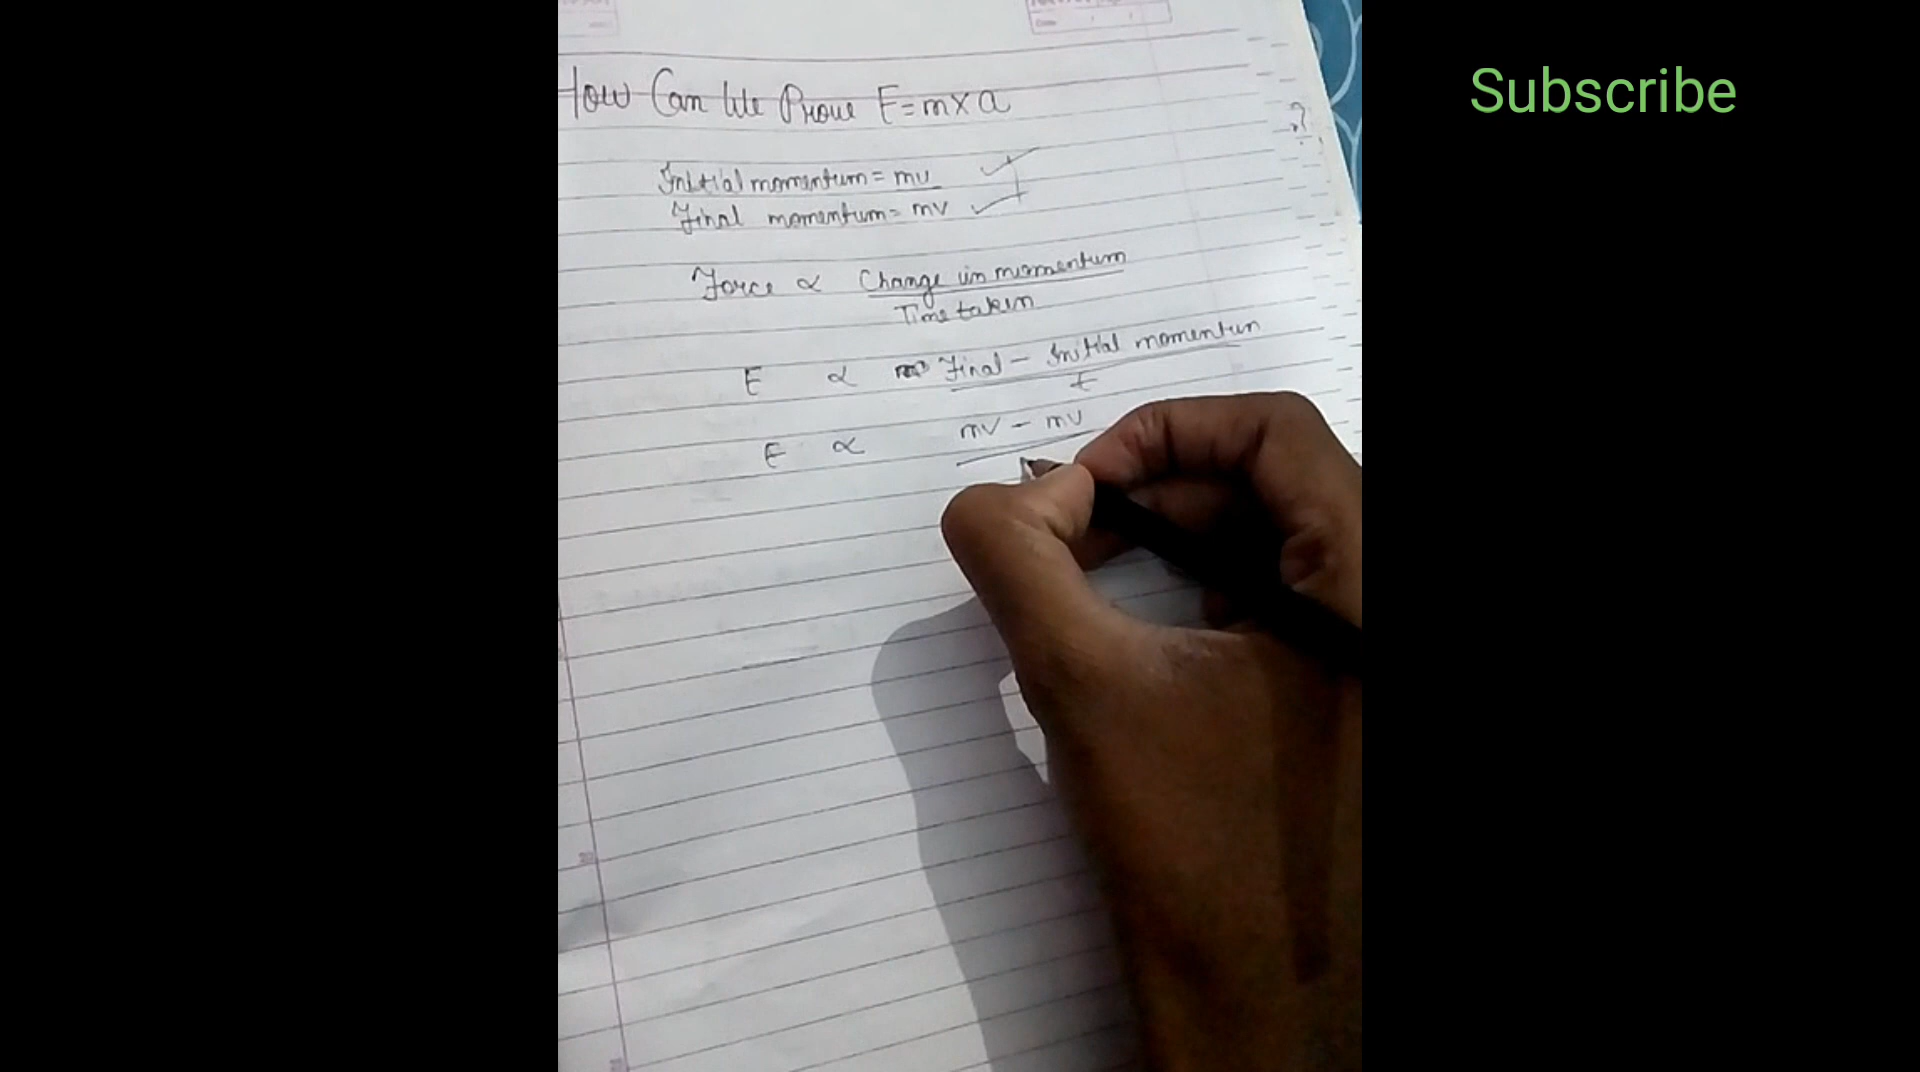 Subscribe
How Can We Prove F=m×a ?
Initial momentum = mu
Final momentum = mv
Force ∝ Change in momentum
Time taken
F ∝ Final - Initial momentum
t
F ∝ mv - mu